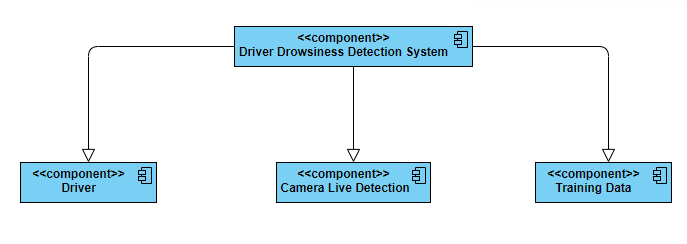 <<component>>
Driver Drowsiness Detection System
<<component>>
Driver
<<component>>
Camera Live Detection
<<component>>
Training Data